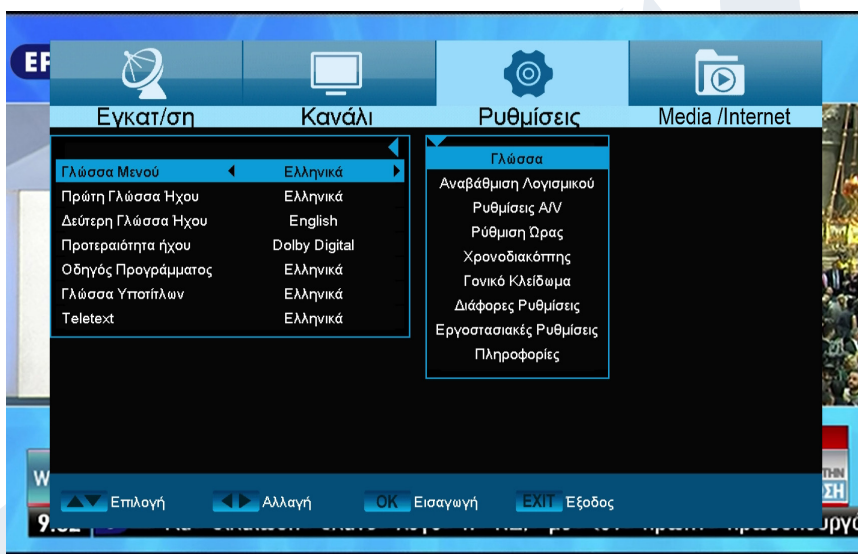 Εγκατ/ση Κανάλι Ρυθμίσεις Media /Internet
Γλώσσα Μενού Ελληνικά
Πρώτη Γλώσσα Ήχου Ελληνικά
Δεύτερη Γλώσσα Ήχου English
Προτεραιότητα ήχου Dolby Digital
Οδηγός Προγράμματος Ελληνικά
Γλώσσα Υποτίτλων Ελληνικά
Teletext Ελληνικά
Γλώσσα
Αναβάθμιση Λογισμικού
Ρυθμίσεις A/V
Ρύθμιση Ώρας
Χρονοδιακόπτης
Γονικό Κλείδωμα
Διάφορες Ρυθμίσεις
Εργοστασιακές Ρυθμίσεις
Πληροφορίες
Επιλογή Αλλαγή OK Εισαγωγή EXIT Έξοδος